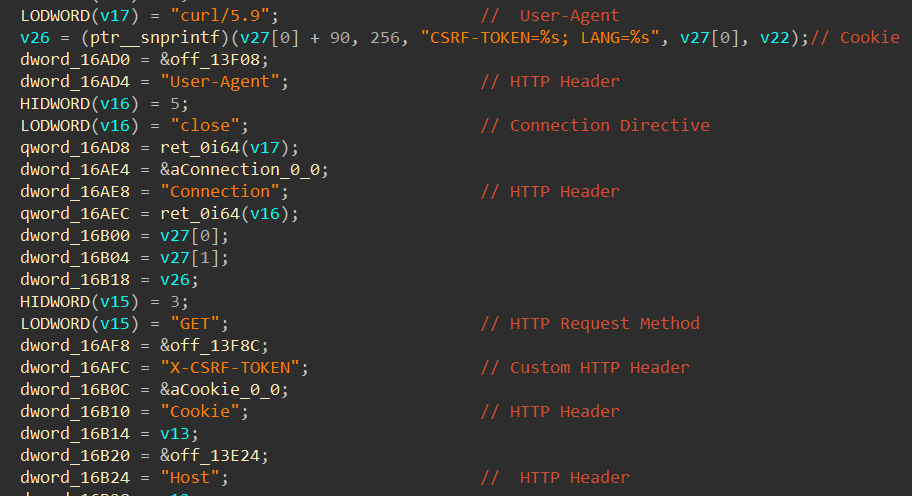 LODWORD(v17) = "curl/5.9"; // User-Agent
v26 = (ptr__snprintf)(v27[0] + 90, 256, "CSRF-TOKEN=%s; LANG=%s", v27[0], v22);// Cookie
dword_16AD0 = &off_13F08;
dword_16AD4 = "User-Agent"; // HTTP Header
HIDWORD(v16) = 5;
LODWORD(v16) = "close"; // Connection Directive
qword_16AD8 = ret_0i64(v17);
dword_16AE4 = &aConnection_0_0;
dword_16AE8 = "Connection"; // HTTP Header
qword_16AEC = ret_0i64(v16);
dword_16B00 = v27[0];
dword_16B04 = v27[1];
dword_16B18 = v26;
HIDWORD(v15) = 3;
LODWORD(v15) = "GET"; // HTTP Request Method
dword_16AF8 = &off_13F8C;
dword_16AFC = "X-CSRF-TOKEN"; // Custom HTTP Header
dword_16B0C = &aCookie_0_0;
dword_16B10 = "Cookie"; // HTTP Header
dword_16B14 = v13;
dword_16B20 = &off_13E24;
dword_16B24 = "Host"; // HTTP Header